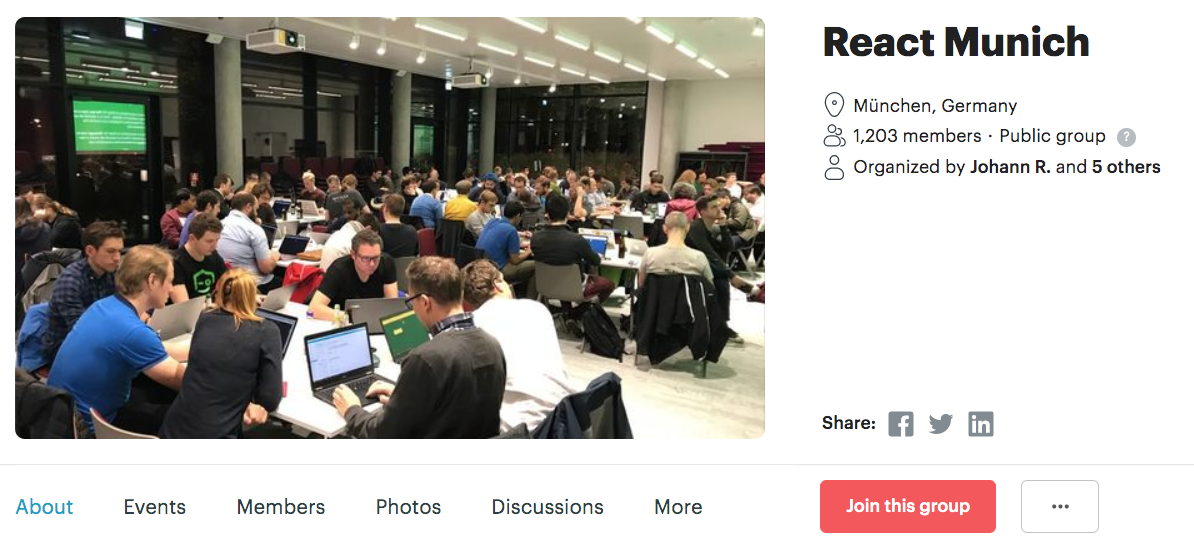 React Munich
München, Germany
1,203 members · Public group ?
Organized by Johann R. and 5 others
Share:
About Events Members Photos Discussions More
Join this group